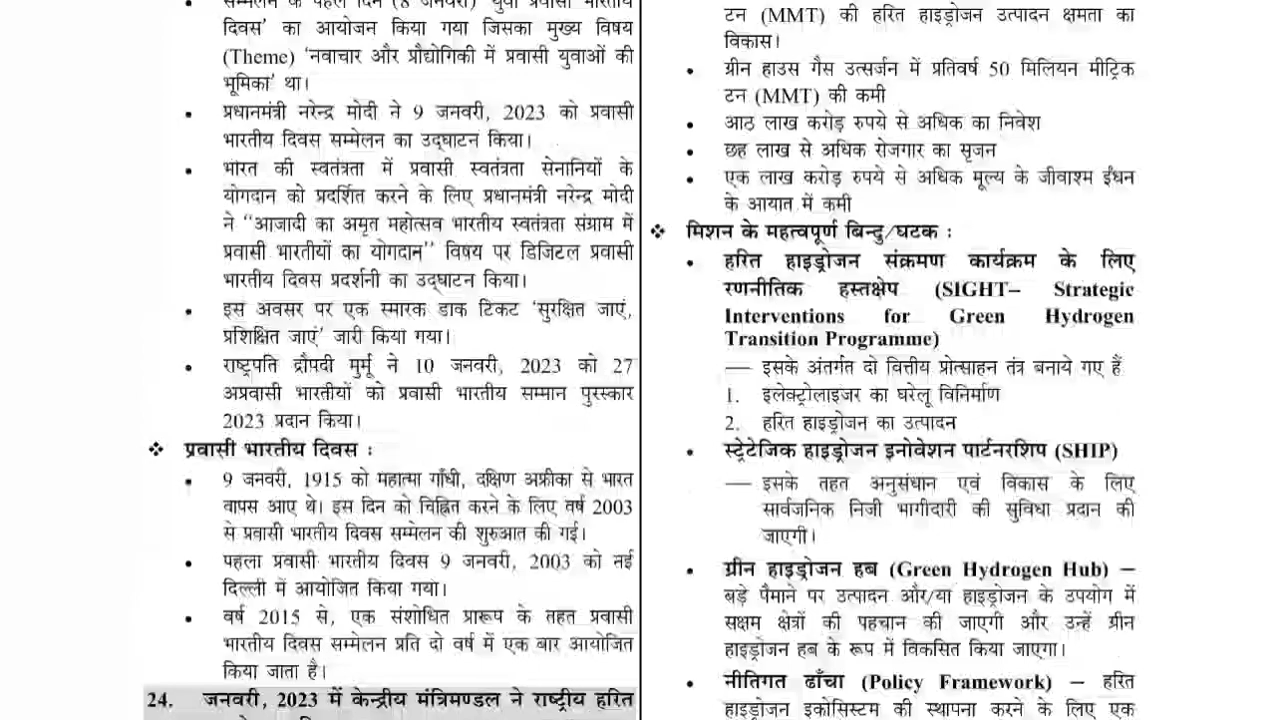 सम्मेलन के पहले दिन (8 जनवरी) 'युवा प्रवासी भारतीय
दिवस' का आयोजन किया गया जिसका मुख्य विषय
(Theme) 'नवाचार और प्रौद्योगिकी में प्रवासी युवाओं की
भूमिका' था।
• प्रधानमंत्री नरेन्द्र मोदी ने 9 जनवरी, 2023 को प्रवासी
भारतीय दिवस सम्मेलन का उद्घाटन किया।
• भारत की स्वतंत्रता में प्रवासी स्वतंत्रता सेनानियों के
योगदान को प्रदर्शित करने के लिए प्रधानमंत्री नरेन्द्र मोदी
ने "आजादी का अमृत महोत्सव भारतीय स्वतंत्रता संग्राम में
प्रवासी भारतीयों का योगदान" विषय पर डिजिटल प्रवासी
भारतीय दिवस प्रदर्शनी का उद्घाटन किया।
• इस अवसर पर एक स्मारक डाक टिकट 'सुरक्षित जाएं,
प्रशिक्षित जाएं' जारी किया गया।
• राष्ट्रपति द्रौपदी मुर्मू ने 10 जनवरी, 2023 को 27
अप्रवासी भारतीयों को प्रवासी भारतीय सम्मान पुरस्कार
2023 प्रदान किया।
❖ प्रवासी भारतीय दिवस :
• 9 जनवरी, 1915 को महात्मा गाँधी, दक्षिण अफ्रीका से भारत
वापस आए थे। इस दिन को चिह्नित करने के लिए वर्ष 2003
से प्रवासी भारतीय दिवस सम्मेलन की शुरुआत की गई।
• पहला प्रवासी भारतीय दिवस 9 जनवरी, 2003 को नई
दिल्ली में आयोजित किया गया।
• वर्ष 2015 से, एक संशोधित प्रारूप के तहत प्रवासी
भारतीय दिवस सम्मेलन प्रति दो वर्ष में एक बार आयोजित
किया जाता है।
24. जनवरी, 2023 में केन्द्रीय मंत्रिमण्डल ने राष्ट्रीय हरित
टन (MMT) की हरित हाइड्रोजन उत्पादन क्षमता का
विकास।
• ग्रीन हाउस गैस उत्सर्जन में प्रतिवर्ष 50 मिलियन मीट्रिक
टन (MMT) की कमी
• आठ लाख करोड़ रुपये से अधिक का निवेश
• छह लाख से अधिक रोजगार का सृजन
• एक लाख करोड़ रुपये से अधिक मूल्य के जीवाश्म ईंधन
के आयात में कमी
❖ मिशन के महत्वपूर्ण बिन्दु/घटक :
• हरित हाइड्रोजन संक्रमण कार्यक्रम के लिए
रणनीतिक हस्तक्षेप (SIGHT– Strategic
Interventions for Green Hydrogen
Transition Programme)
— इसके अंतर्गत दो वित्तीय प्रोत्साहन तंत्र बनाये गए हैं
1. इलेक्ट्रोलाइजर का घरेलू विनिर्माण
2. हरित हाइड्रोजन का उत्पादन
• स्ट्रेटेजिक हाइड्रोजन इनोवेशन पार्टनरशिप (SHIP)
— इसके तहत अनुसंधान एवं विकास के लिए
सार्वजनिक निजी भागीदारी की सुविधा प्रदान की
जाएगी।
• ग्रीन हाइड्रोजन हब (Green Hydrogen Hub) –
बड़े पैमाने पर उत्पादन और/या हाइड्रोजन के उपयोग में
सक्षम क्षेत्रों की पहचान की जाएगी और उन्हें ग्रीन
हाइड्रोजन हब के रूप में विकसित किया जाएगा।
• नीतिगत ढाँचा (Policy Framework) – हरित
हाइड्रोजन इकोसिस्टम की स्थापना करने के लिए एक